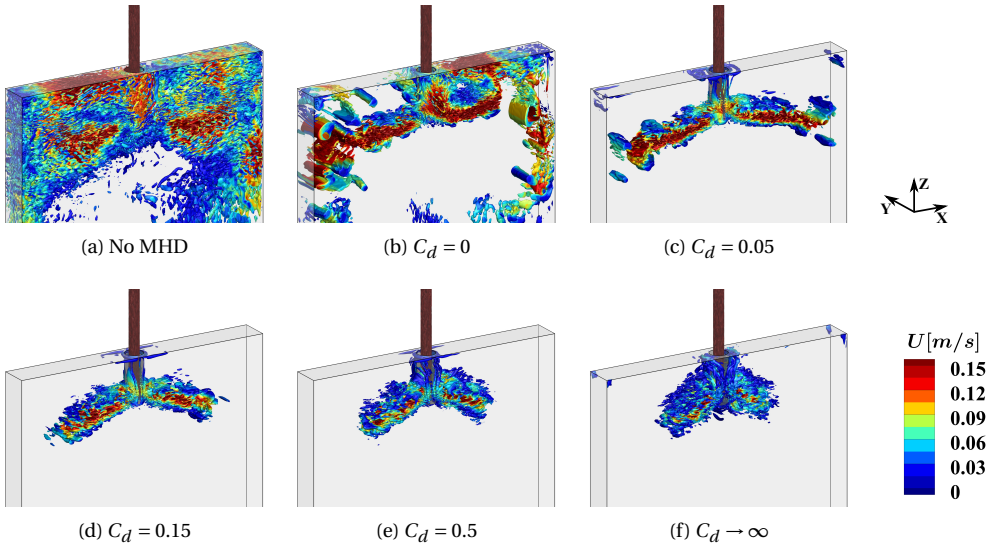 (a) No MHD
(b) C_d = 0
(c) C_d = 0.05
Z
Y
X
(d) C_d = 0.15
(e) C_d = 0.5
(f) C_d → ∞
U[m/s]
0.15
0.12
0.09
0.06
0.03
0